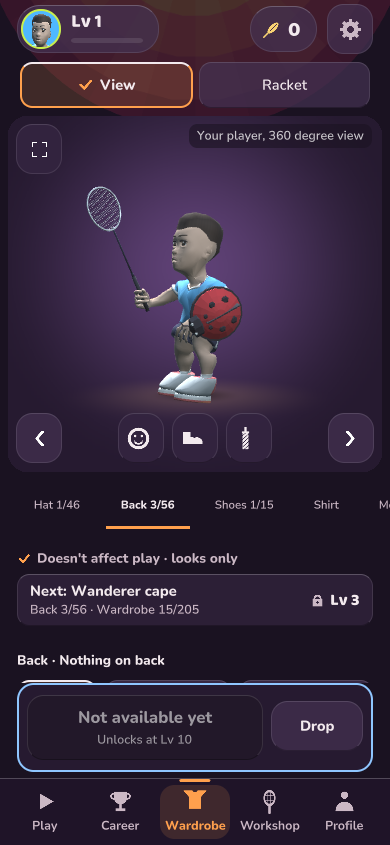 Lv 1
0
View
Racket
Your player, 360 degree view
Hat 1/46
Back 3/56
Shoes 1/15
Shirt
Doesn't affect play · looks only
Next: Wanderer cape
Back 3/56 · Wardrobe 15/205
Lv 3
Back · Nothing on back
Not available yet
Unlocks at Lv 10
Drop
Play
Career
Wardrobe
Workshop
Profile